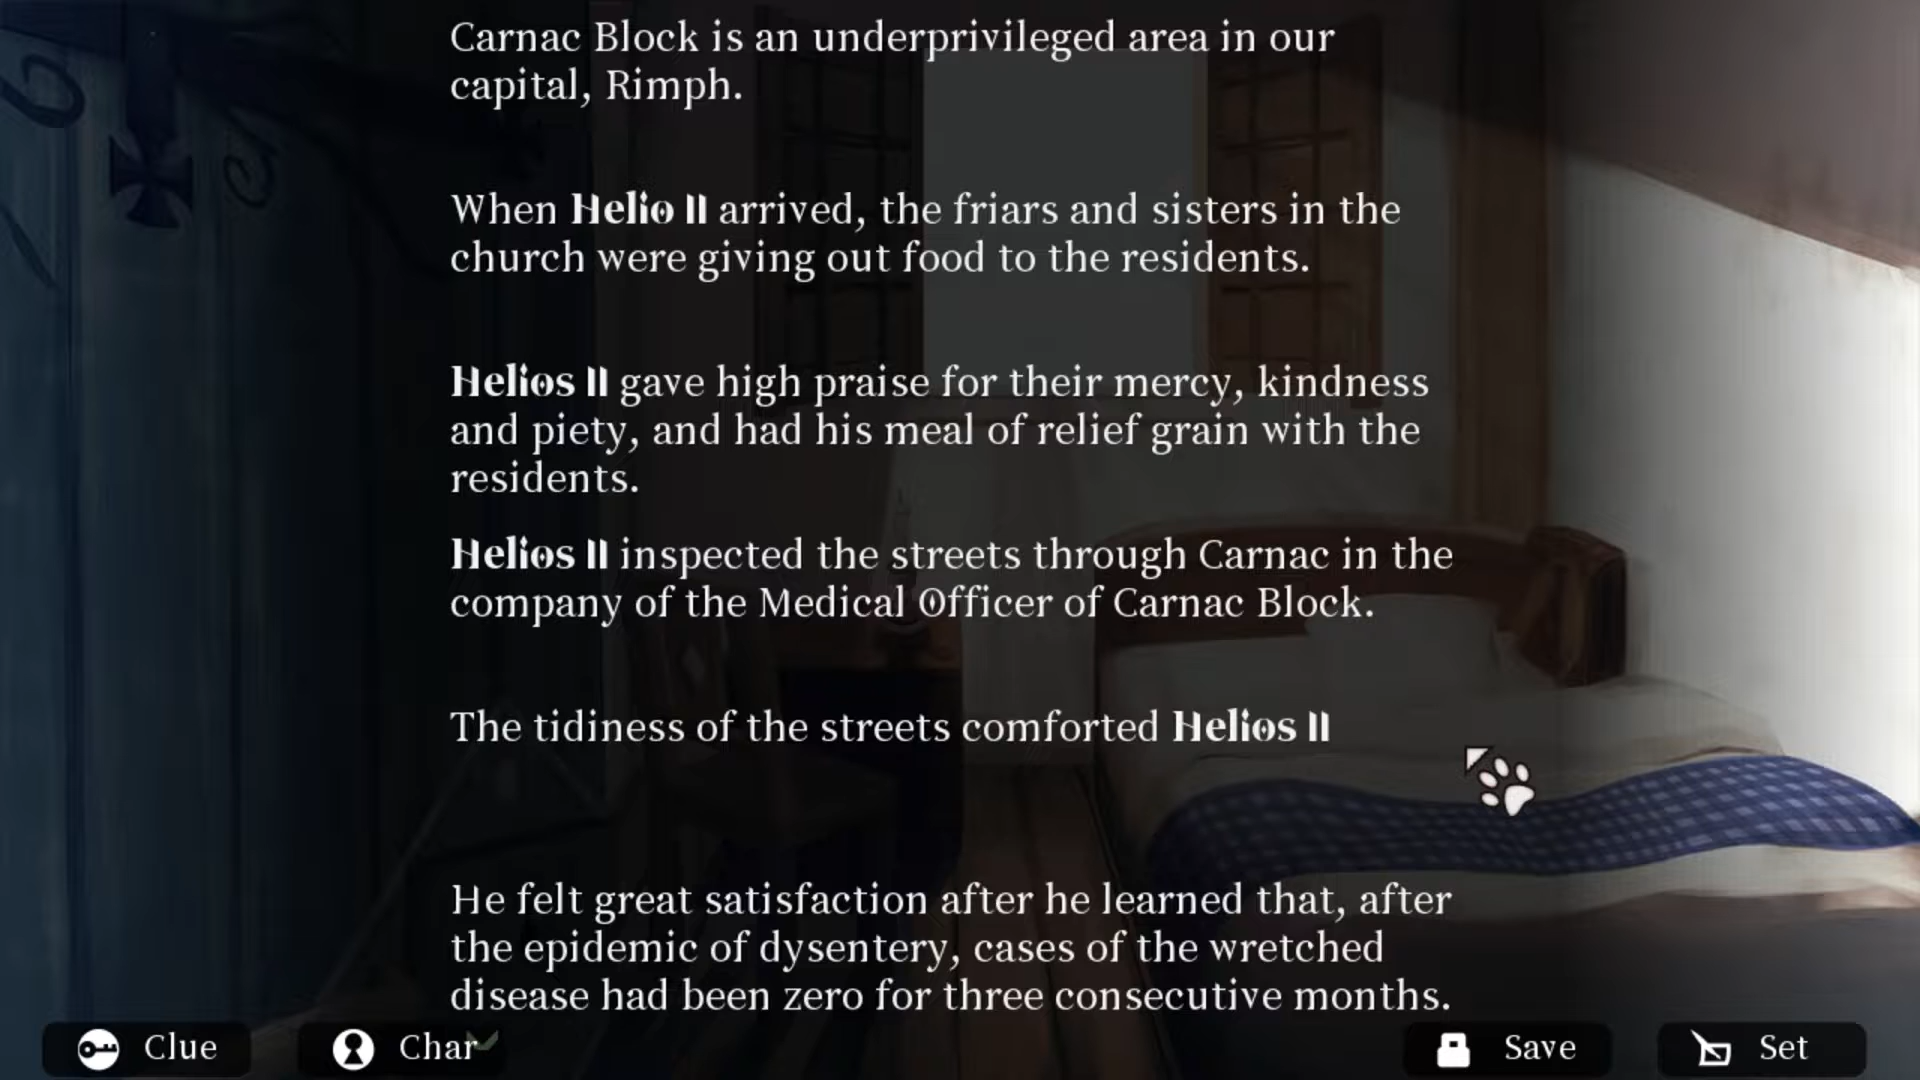 Carnac Block is an underprivileged area in our
capital, Rimph.
When Helio II arrived, the friars and sisters in the
church were giving out food to the residents.
Helios II gave high praise for their mercy, kindness
and piety, and had his meal of relief grain with the
residents.
Helios II inspected the streets through Carnac in the
company of the Medical Officer of Carnac Block.
The tidiness of the streets comforted Helios II
He felt great satisfaction after he learned that, after
the epidemic of dysentery, cases of the wretched
disease had been zero for three consecutive months.
Clue
Char
Save
Set